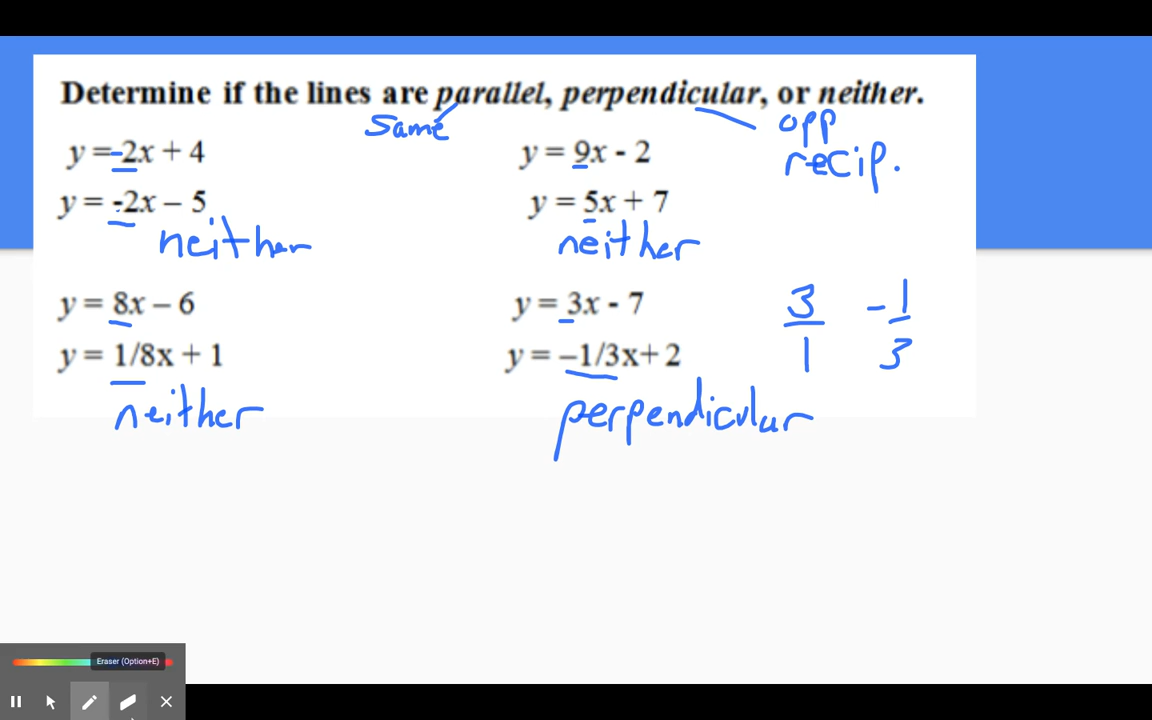 Determine if the lines are parallel, perpendicular, or neither.
same
opp
recip.
y = -2x + 4
y = -2x – 5
neither
y = 9x - 2
y = 5x + 7
neither
y = 8x – 6
y = 1/8x + 1
neither
y = 3x - 7
y = –1/3x+ 2
perpendicular
3/1 -1/3
Eraser (Option+E)